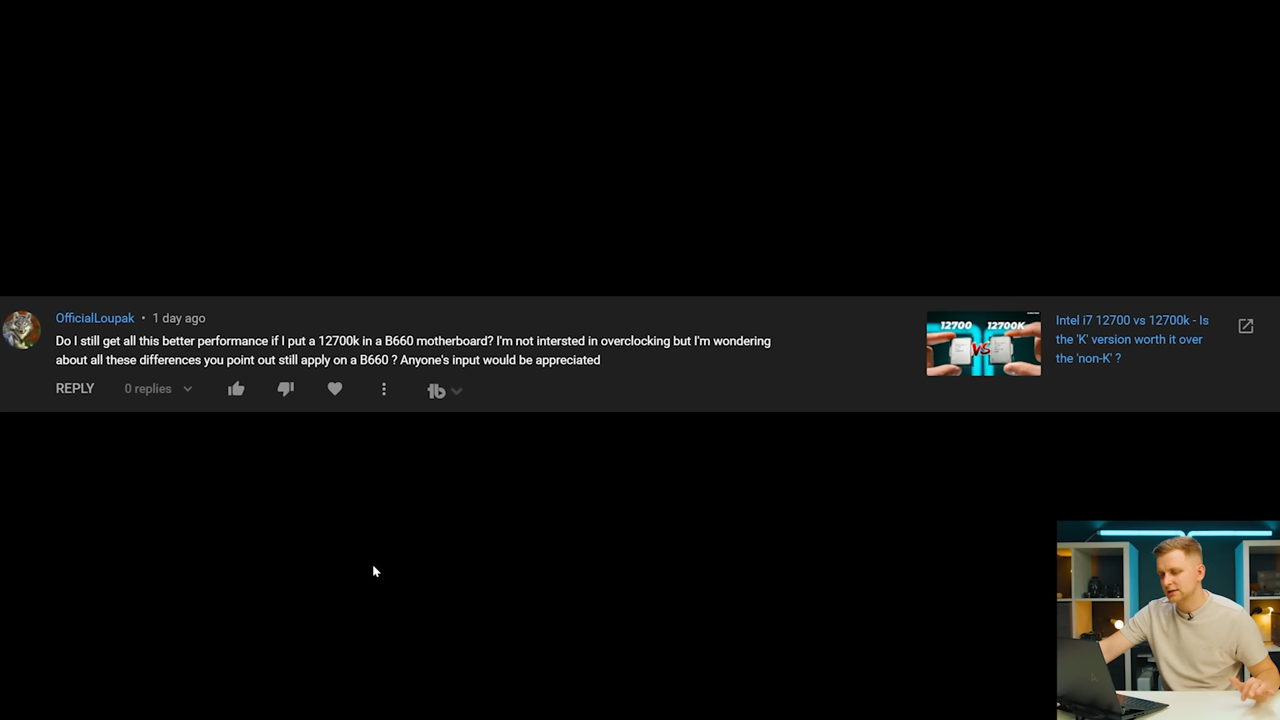 OfficialLoupak • 1 day ago
Do I still get all this better performance if I put a 12700k in a B660 motherboard? I'm not intersted in overclocking but I'm wondering
about all these differences you point out still apply on a B660 ? Anyone's input would be appreciated
REPLY 0 replies
12700 VS 12700K
Intel i7 12700 vs 12700k - Is
the 'K' version worth it over
the 'non-K' ?